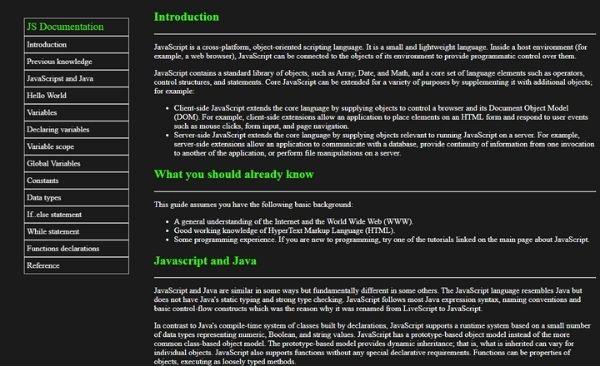 JS Documentation
Introduction
Previous knowledge
JavaScripst and Java
Hello World
Variables
Declaring variables
Variable scope
Global Variables
Constants
Data types
If..else statement
While statement
Functions declarations
Reference
Introduction
JavaScript is a cross-platform, object-oriented scripting language. It is a small and lightweight language. Inside a host environment (for
example, a web browser), JavaScript can be connected to the objects of its environment to provide programmatic control over them.
JavaScript contains a standard library of objects, such as Array, Date, and Math, and a core set of language elements such as operators,
control structures, and statements. Core JavaScript can be extended for a variety of purposes by supplementing it with additional objects;
for example:
• Client-side JavaScript extends the core language by supplying objects to control a browser and its Document Object Model
(DOM). For example, client-side extensions allow an application to place elements on an HTML form and respond to user events
such as mouse clicks, form input, and page navigation.
• Server-side JavaScript extends the core language by supplying objects relevant to running JavaScript on a server. For example,
server-side extensions allow an application to communicate with a database, provide continuity of information from one invocation
to another of the application, or perform file manipulations on a server.
What you should already know
This guide assumes you have the following basic background:
• A general understanding of the Internet and the World Wide Web (WWW).
• Good working knowledge of HyperText Markup Language (HTML).
• Some programming experience. If you are new to programming, try one of the tutorials linked on the main page about JavaScript.
Javascript and Java
JavaScript and Java are similar in some ways but fundamentally different in some others. The JavaScript language resembles Java but
does not have Java's static typing and strong type checking. JavaScript follows most Java expression syntax, naming conventions and
basic control-flow constructs which was the reason why it was renamed from LiveScript to JavaScript.
In contrast to Java's compile-time system of classes built by declarations, JavaScript supports a runtime system based on a small number
of data types representing numeric, Boolean, and string values. JavaScript has a prototype-based object model instead of the more
common class-based object model. The prototype-based model provides dynamic inheritance; that is, what is inherited can vary for
individual objects. JavaScript also supports functions without any special declarative requirements. Functions can be properties of
objects, executing as loosely typed methods.